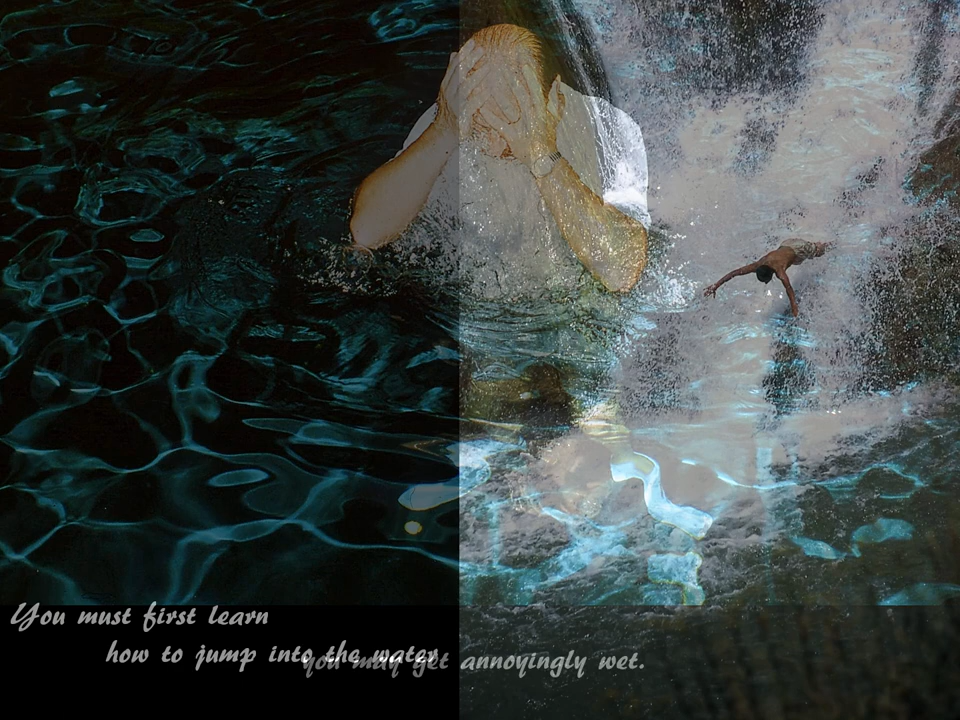 You must first learn
how to jump into the water
you may get annoyingly wet.